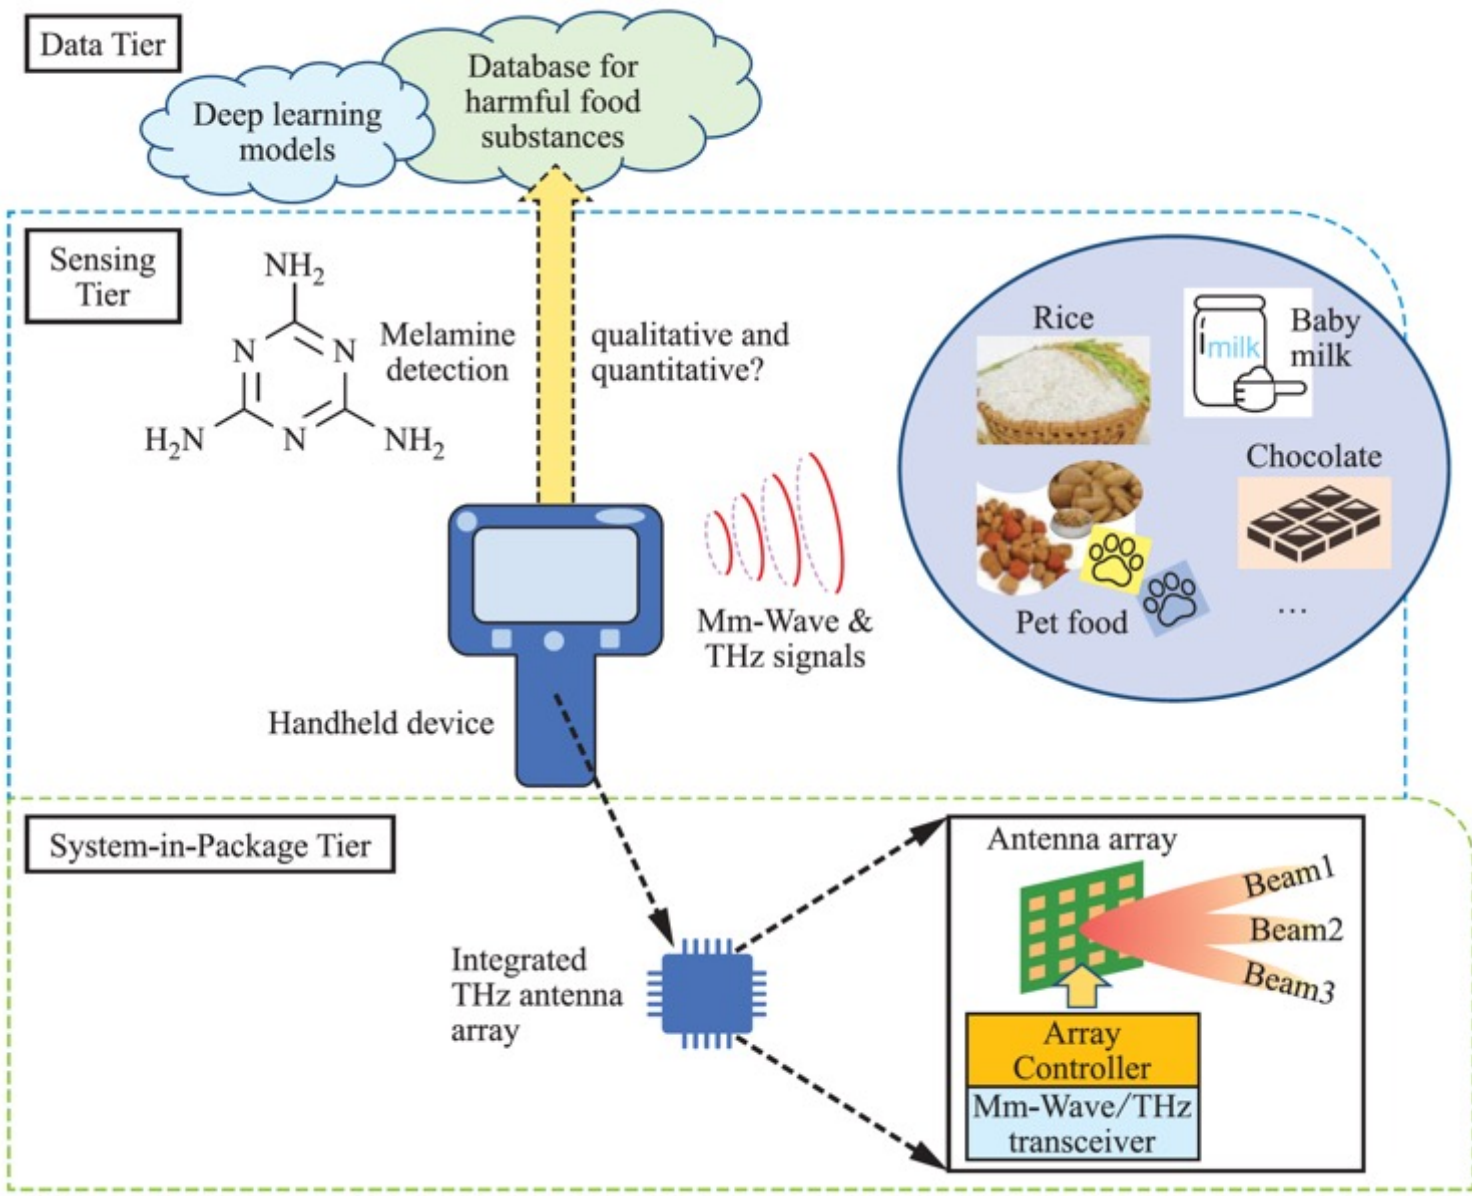 Data Tier
Deep learning
models
Database for
harmful food
substances
Sensing
Tier
NH₂
N
N
N
H₂N
NH₂
Melamine
detection
qualitative and
quantitative?
Rice
milk
Baby
milk
Chocolate
Pet food
...
Mm-Wave &
THz signals
Handheld device
System-in-Package Tier
Integrated
THz antenna
array
Antenna array
Beam1
Beam2
Beam3
Array
Controller
Mm-Wave/THz
transceiver